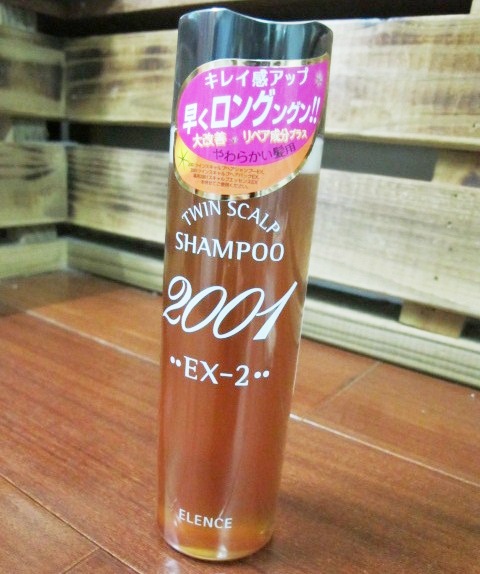 キレイ感アップ
早くロングングン!!
大改善 リペア成分プラス
やわらかい髪用
TWIN SCALP
SHAMPOO
2001
••EX-2••
ELENCE